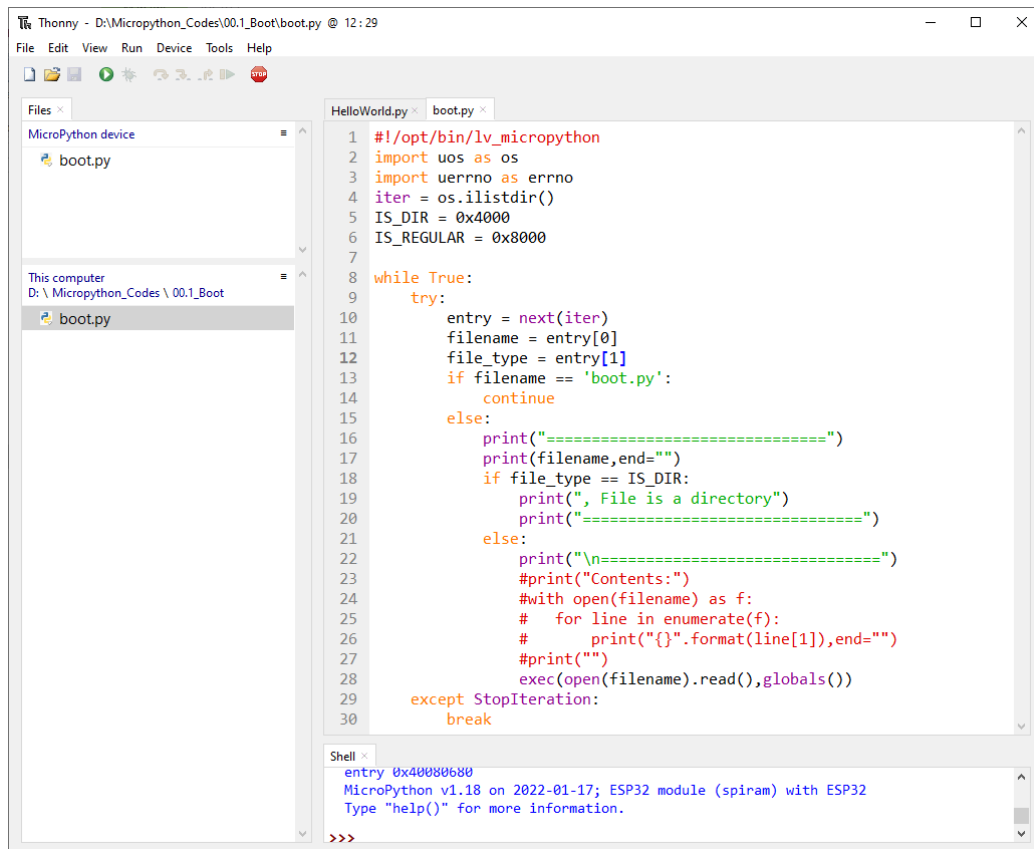 Thonny - D:\Micropython_Codes\00.1_Boot\boot.py @ 12:29
File Edit View Run Device Tools Help
STOP
Files ×
MicroPython device
boot.py
This computer
D: \ Micropython_Codes \ 00.1_Boot
boot.py
HelloWorld.py × boot.py ×
1 #!/opt/bin/lv_micropython
2 import uos as os
3 import uerrno as errno
4 iter = os.ilistdir()
5 IS_DIR = 0x4000
6 IS_REGULAR = 0x8000
7
8 while True:
9     try:
10         entry = next(iter)
11         filename = entry[0]
12         file_type = entry[1]
13         if filename == 'boot.py':
14             continue
15         else:
16             print("===============================")
17             print(filename,end="")
18             if file_type == IS_DIR:
19                 print(", File is a directory")
20                 print("===============================")
21             else:
22                 print("\n===============================")
23                 #print("Contents:")
24                 #with open(filename) as f:
25                 #   for line in enumerate(f):
26                 #       print("{}".format(line[1]),end="")
27                 #print("")
28                 exec(open(filename).read(),globals())
29     except StopIteration:
30         break
Shell ×
entry 0x40080680
MicroPython v1.18 on 2022-01-17; ESP32 module (spiram) with ESP32
Type "help()" for more information.
>>>